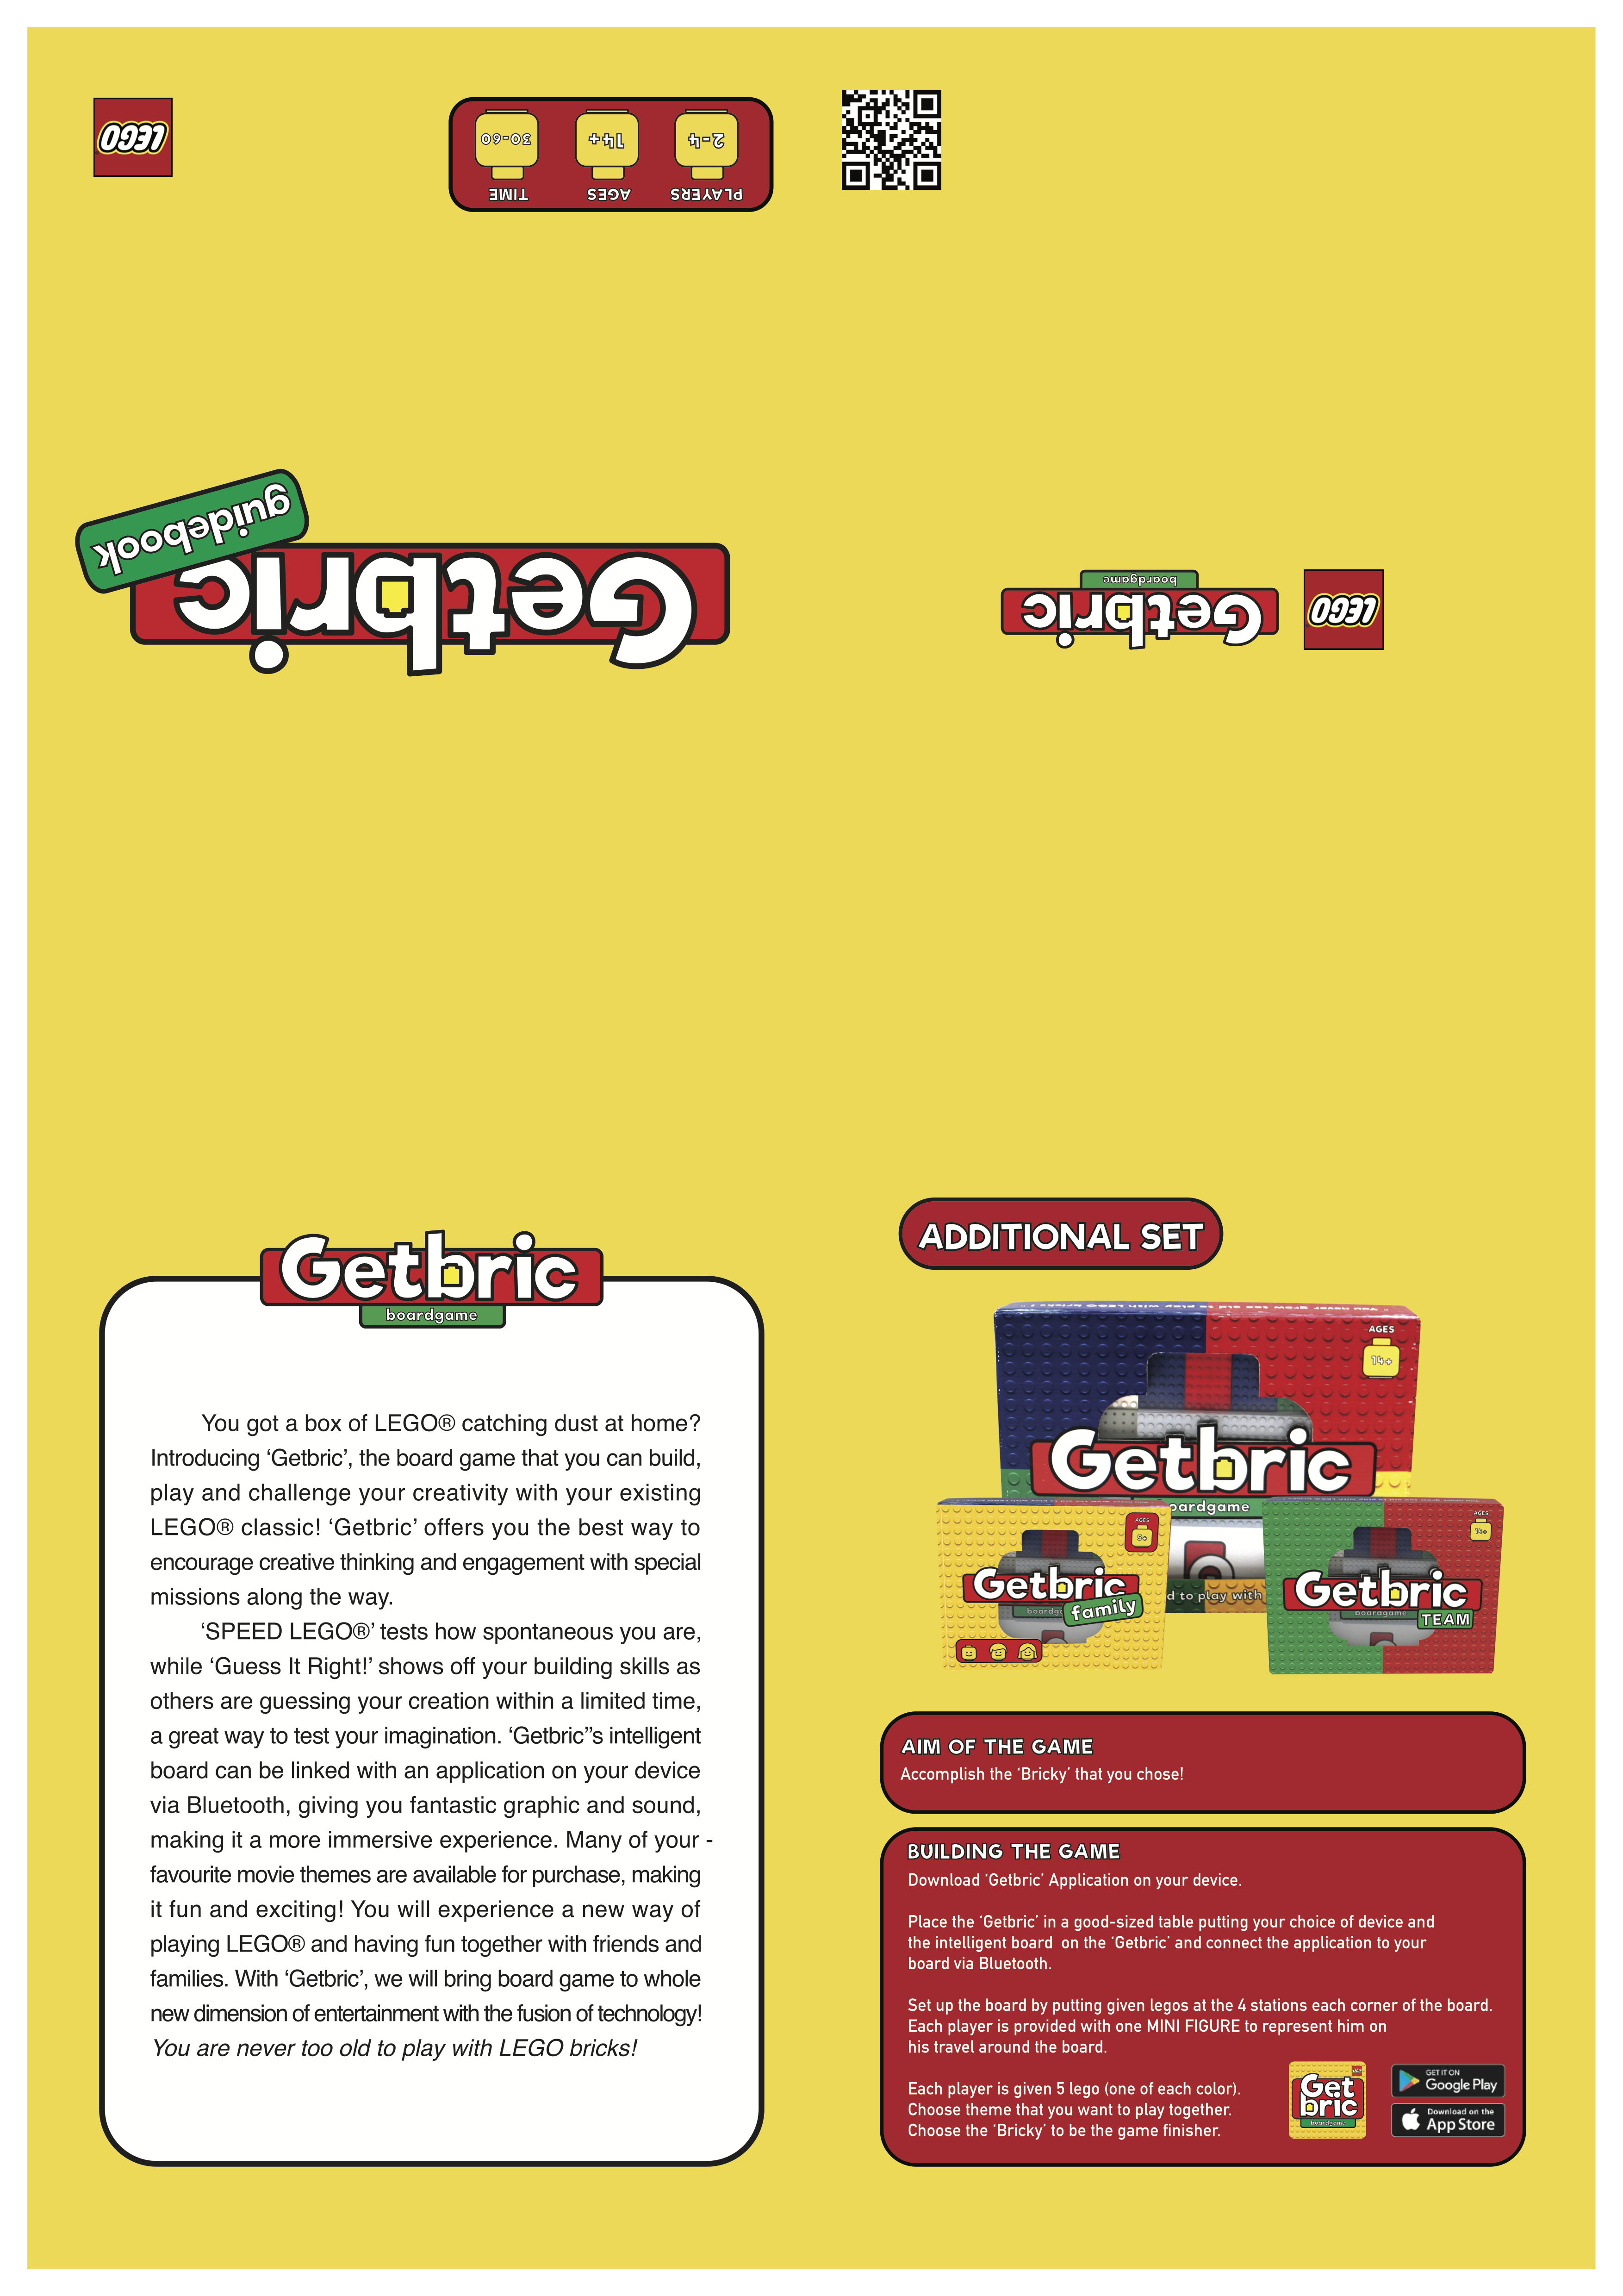 LEGO
30-60
14+
2-4
TIME
AGES
PLAYERS
guidebook
Getbric
boardgame
Getbric
LEGO
Getbric
boardgame
You got a box of LEGO® catching dust at home?
Introducing ‘Getbric’, the board game that you can build,
play and challenge your creativity with your existing
LEGO® classic! ‘Getbric’ offers you the best way to
encourage creative thinking and engagement with special
missions along the way.
‘SPEED LEGO®’ tests how spontaneous you are,
while ‘Guess It Right!’ shows off your building skills as
others are guessing your creation within a limited time,
a great way to test your imagination. ‘Getbric’’s intelligent
board can be linked with an application on your device
via Bluetooth, giving you fantastic graphic and sound,
making it a more immersive experience. Many of your -
favourite movie themes are available for purchase, making
it fun and exciting! You will experience a new way of
playing LEGO® and having fun together with friends and
families. With ‘Getbric’, we will bring board game to whole
new dimension of entertainment with the fusion of technology!
You are never too old to play with LEGO bricks!
ADDITIONAL SET
AGES
14+
Getbric
oardgame
AGES
5+
Getbric
boardg
family
d to play with
AGES
14+
Getbric
boardgame
TEAM
AIM OF THE GAME
Accomplish the ‘Bricky’ that you chose!
BUILDING THE GAME
Download ‘Getbric’ Application on your device.
Place the ‘Getbric’ in a good-sized table putting your choice of device and
the intelligent board  on the ‘Getbric’ and connect the application to your
board via Bluetooth.
Set up the board by putting given legos at the 4 stations each corner of the board.
Each player is provided with one MINI FIGURE to represent him on
his travel around the board.
Each player is given 5 lego (one of each color).
Choose theme that you want to play together.
Choose the ‘Bricky’ to be the game finisher.
Get
bric
boardgame
GET IT ON
Google Play
Download on the
App Store